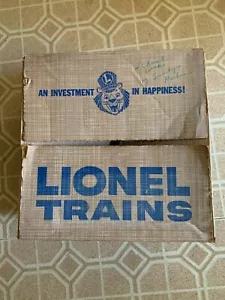 AN INVESTMENT IN HAPPINESS!
L
LIONEL
TRAINS